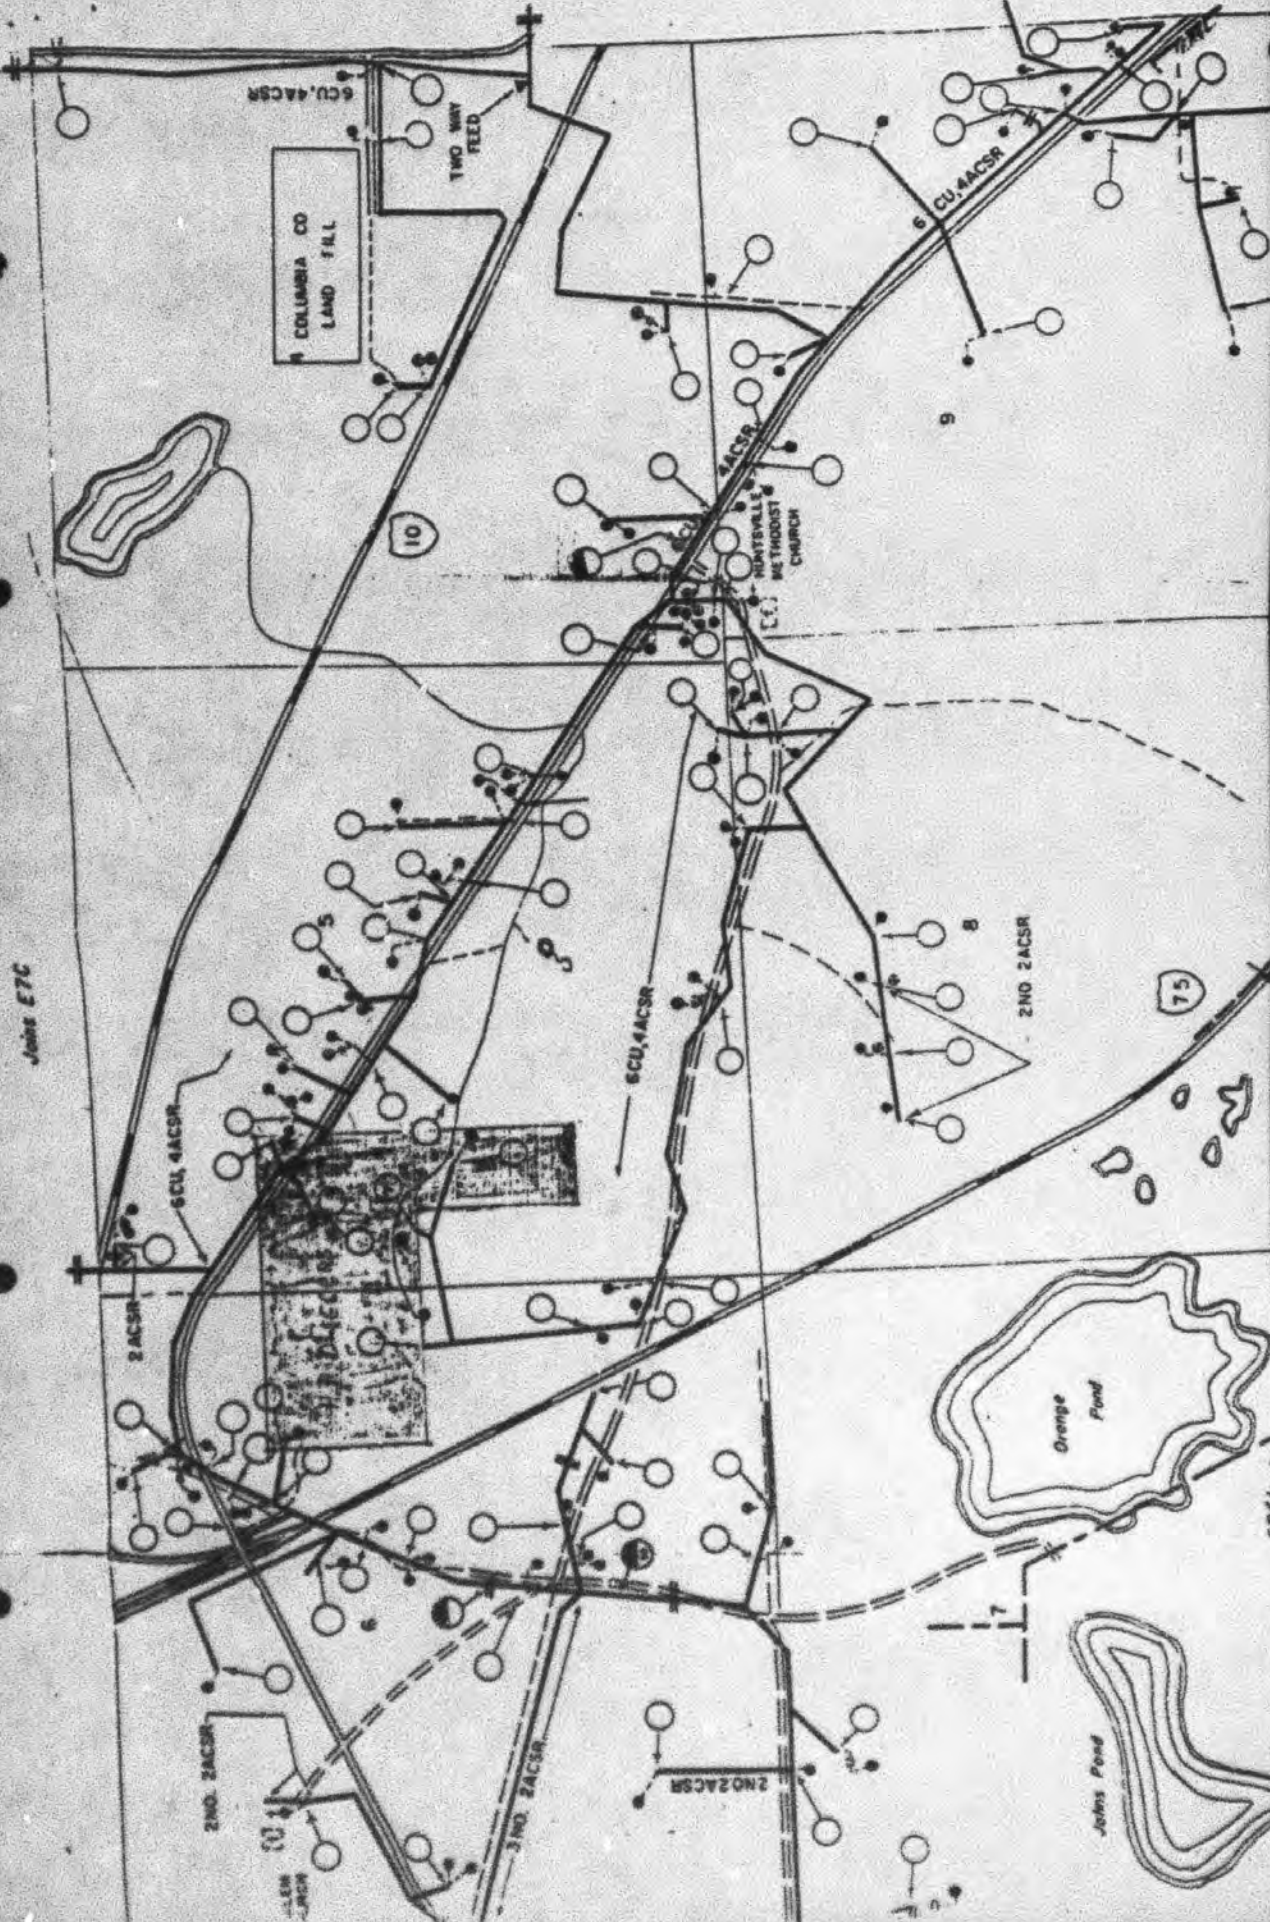 6CU,4ACSR
TWO WAY
FEED
COLUMBIA CO
LAND FILL
6 CU,4ACSR
10
9
4ACSR
HUNTSVILLE
METHODIST
CHURCH
5
8
2NO 2ACSR
75
Joins E7C
6CU,4ACSR
6CU, 4ACSR
2ACSR
Orange
Pond
6
7
2NO. 2ACSR
3 NO. 2ACSR
2NO2ACSR
Johns Pond